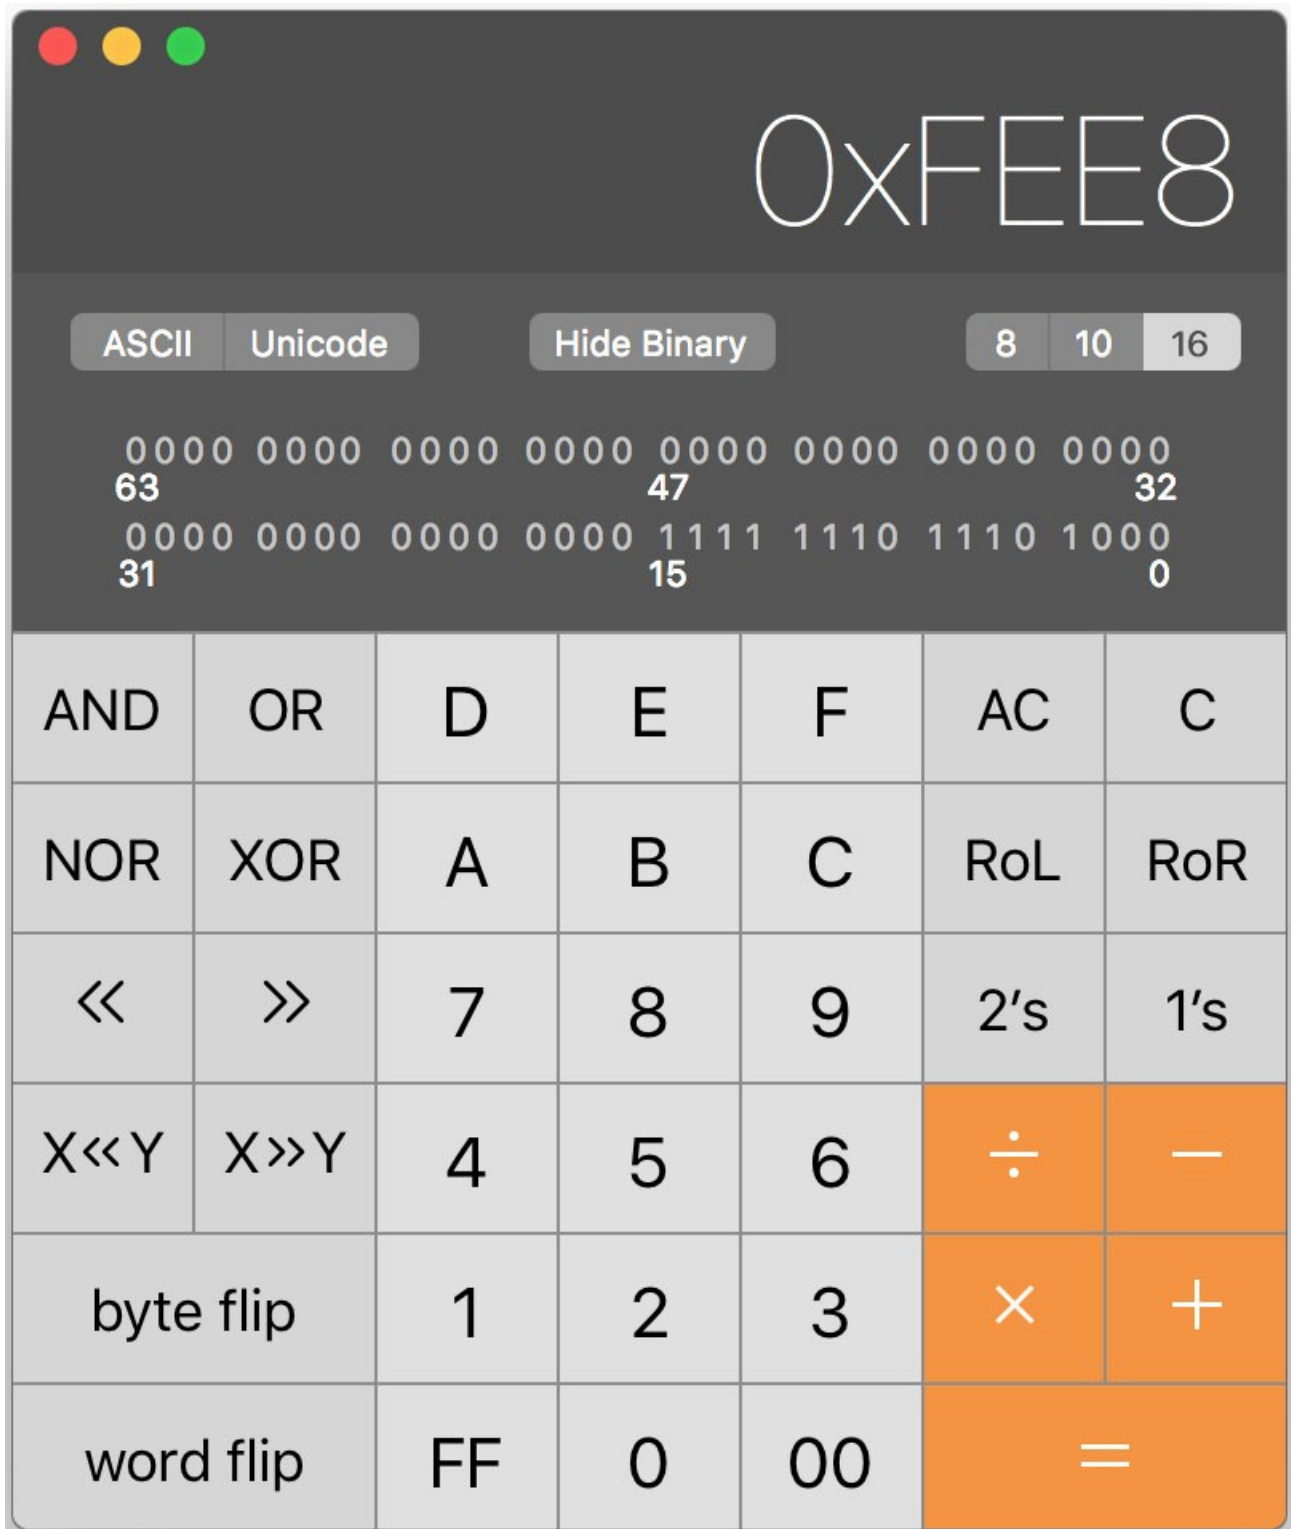 0xFEE8
ASCII Unicode Hide Binary 8 10 16
0000 0000 0000 0000 0000 0000 0000 0000
63 47 32
0000 0000 0000 0000 1111 1110 1110 1000
31 15 0
AND OR D E F AC C
NOR XOR A B C RoL RoR
« » 7 8 9 2's 1's
X«Y X»Y 4 5 6 ÷ −
byte flip 1 2 3 × +
word flip FF 0 00 =